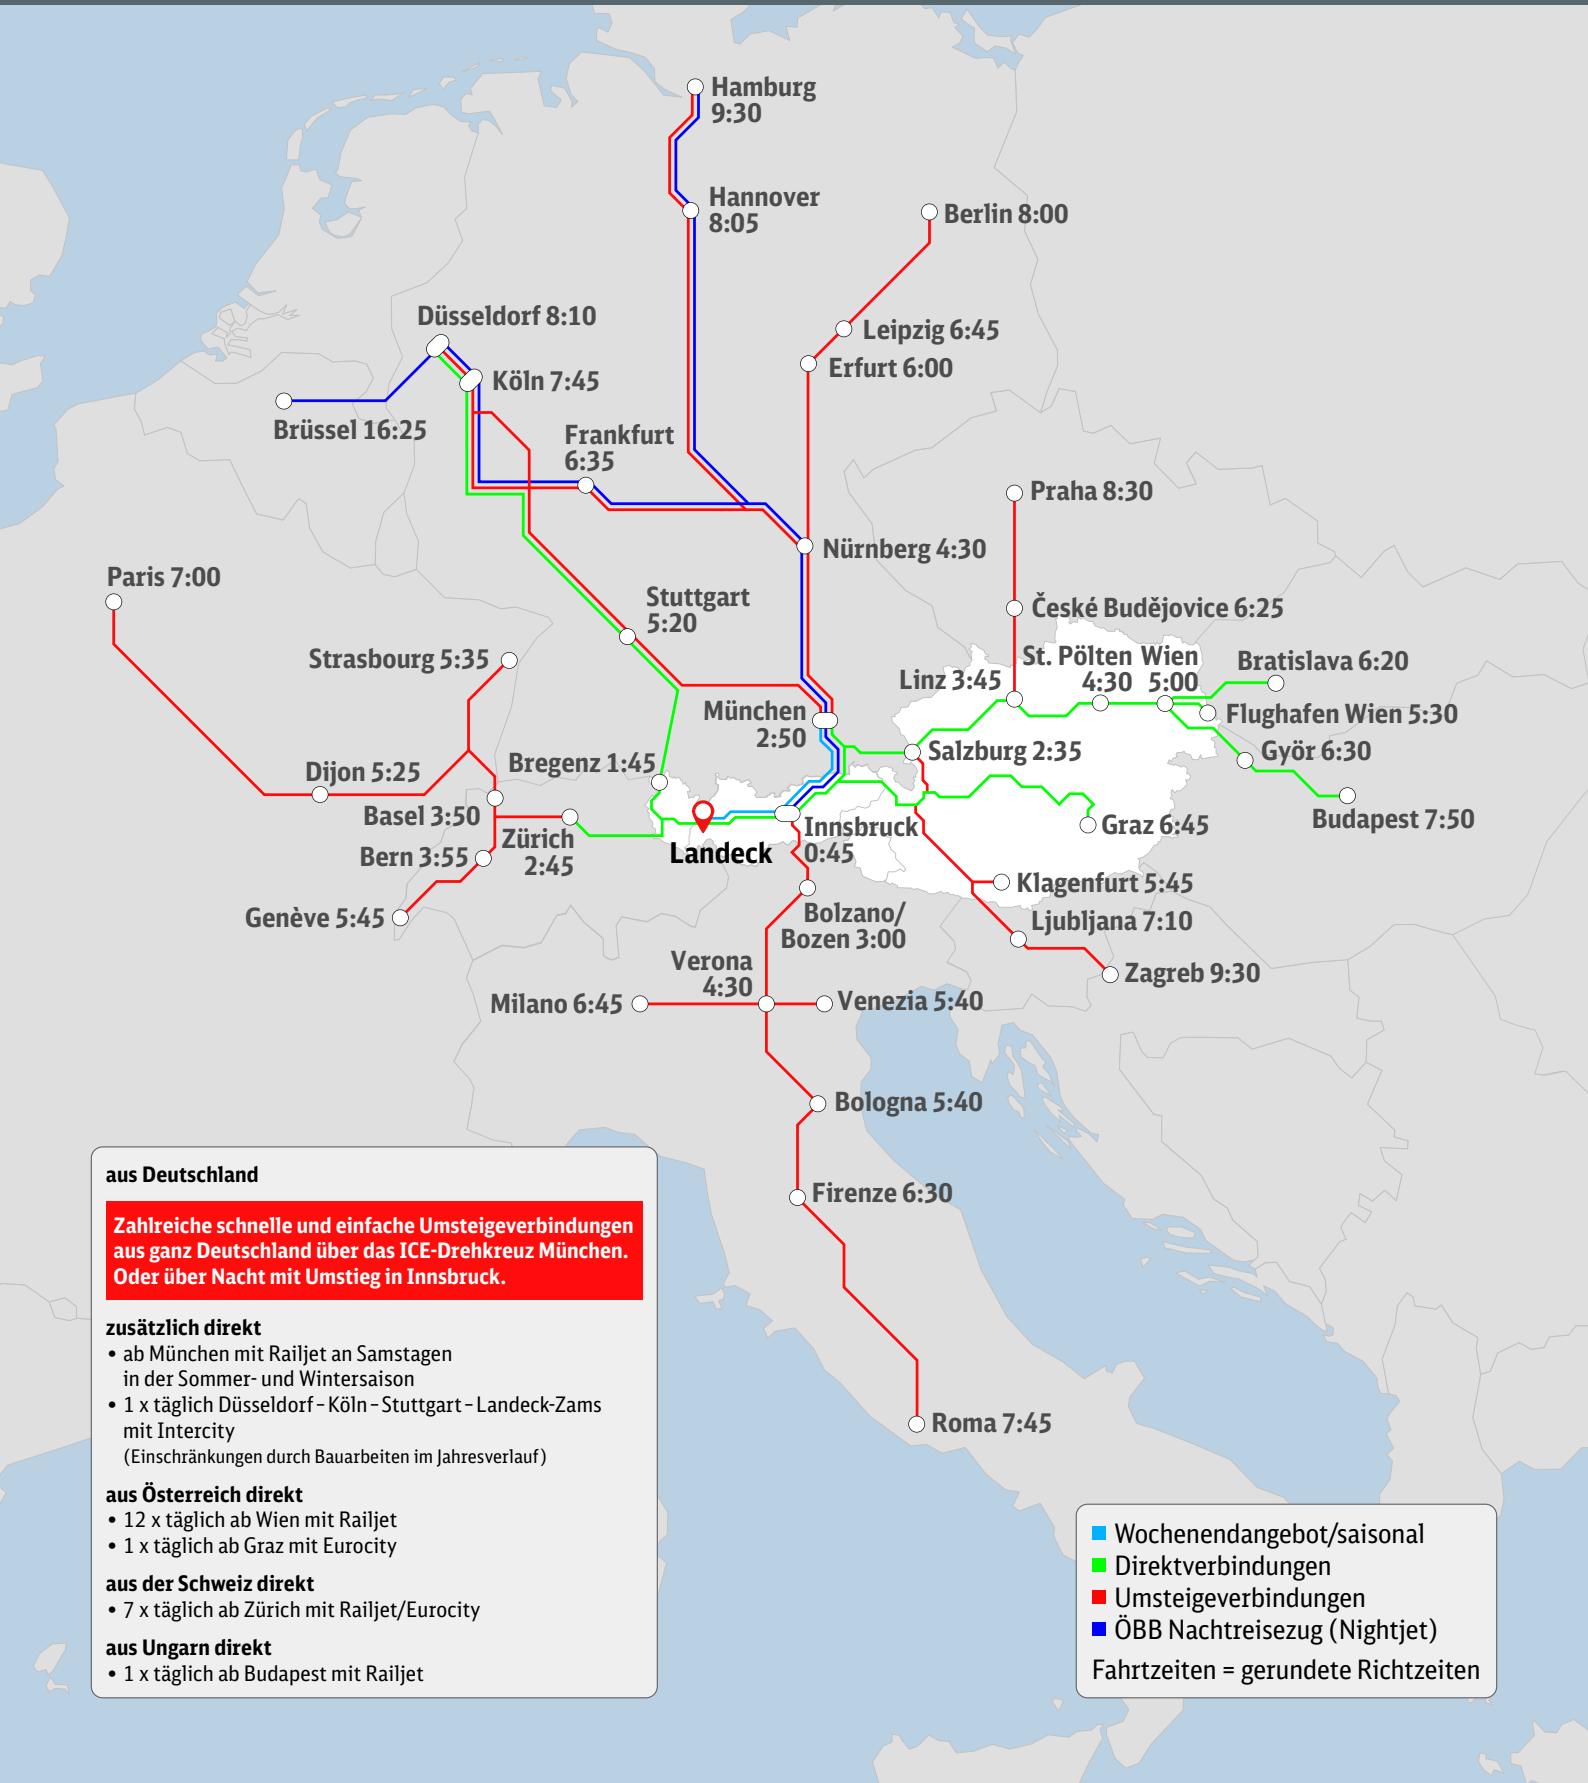 Hamburg
9:30
Hannover
8:05
Berlin 8:00
Düsseldorf 8:10
Leipzig 6:45
Erfurt 6:00
Köln 7:45
Brüssel 16:25
Frankfurt
6:35
Praha 8:30
Nürnberg 4:30
Paris 7:00
Stuttgart
5:20
České Budějovice 6:25
Strasbourg 5:35
Linz 3:45
St. Pölten
4:30
Wien
5:00
Bratislava 6:20
Flughafen Wien 5:30
München
2:50
Salzburg 2:35
Györ 6:30
Bregenz 1:45
Dijon 5:25
Basel 3:50
Zürich
2:45
Budapest 7:50
Innsbruck
0:45
Graz 6:45
Landeck
Bern 3:55
Klagenfurt 5:45
Genève 5:45
Bolzano/
Bozen 3:00
Ljubljana 7:10
Verona
4:30
Zagreb 9:30
Milano 6:45
Venezia 5:40
Bologna 5:40
Firenze 6:30
Roma 7:45
aus Deutschland
Zahlreiche schnelle und einfache Umsteigeverbindungen
aus ganz Deutschland über das ICE-Drehkreuz München.
Oder über Nacht mit Umstieg in Innsbruck.
zusätzlich direkt
• ab München mit Railjet an Samstagen
in der Sommer- und Wintersaison
• 1 x täglich Düsseldorf – Köln – Stuttgart – Landeck-Zams
mit Intercity
(Einschränkungen durch Bauarbeiten im Jahresverlauf)
aus Österreich direkt
• 12 x täglich ab Wien mit Railjet
• 1 x täglich ab Graz mit Eurocity
aus der Schweiz direkt
• 7 x täglich ab Zürich mit Railjet/Eurocity
aus Ungarn direkt
• 1 x täglich ab Budapest mit Railjet
Wochenendangebot/saisonal
Direktverbindungen
Umsteigeverbindungen
ÖBB Nachtreisezug (Nightjet)
Fahrtzeiten = gerundete Richtzeiten